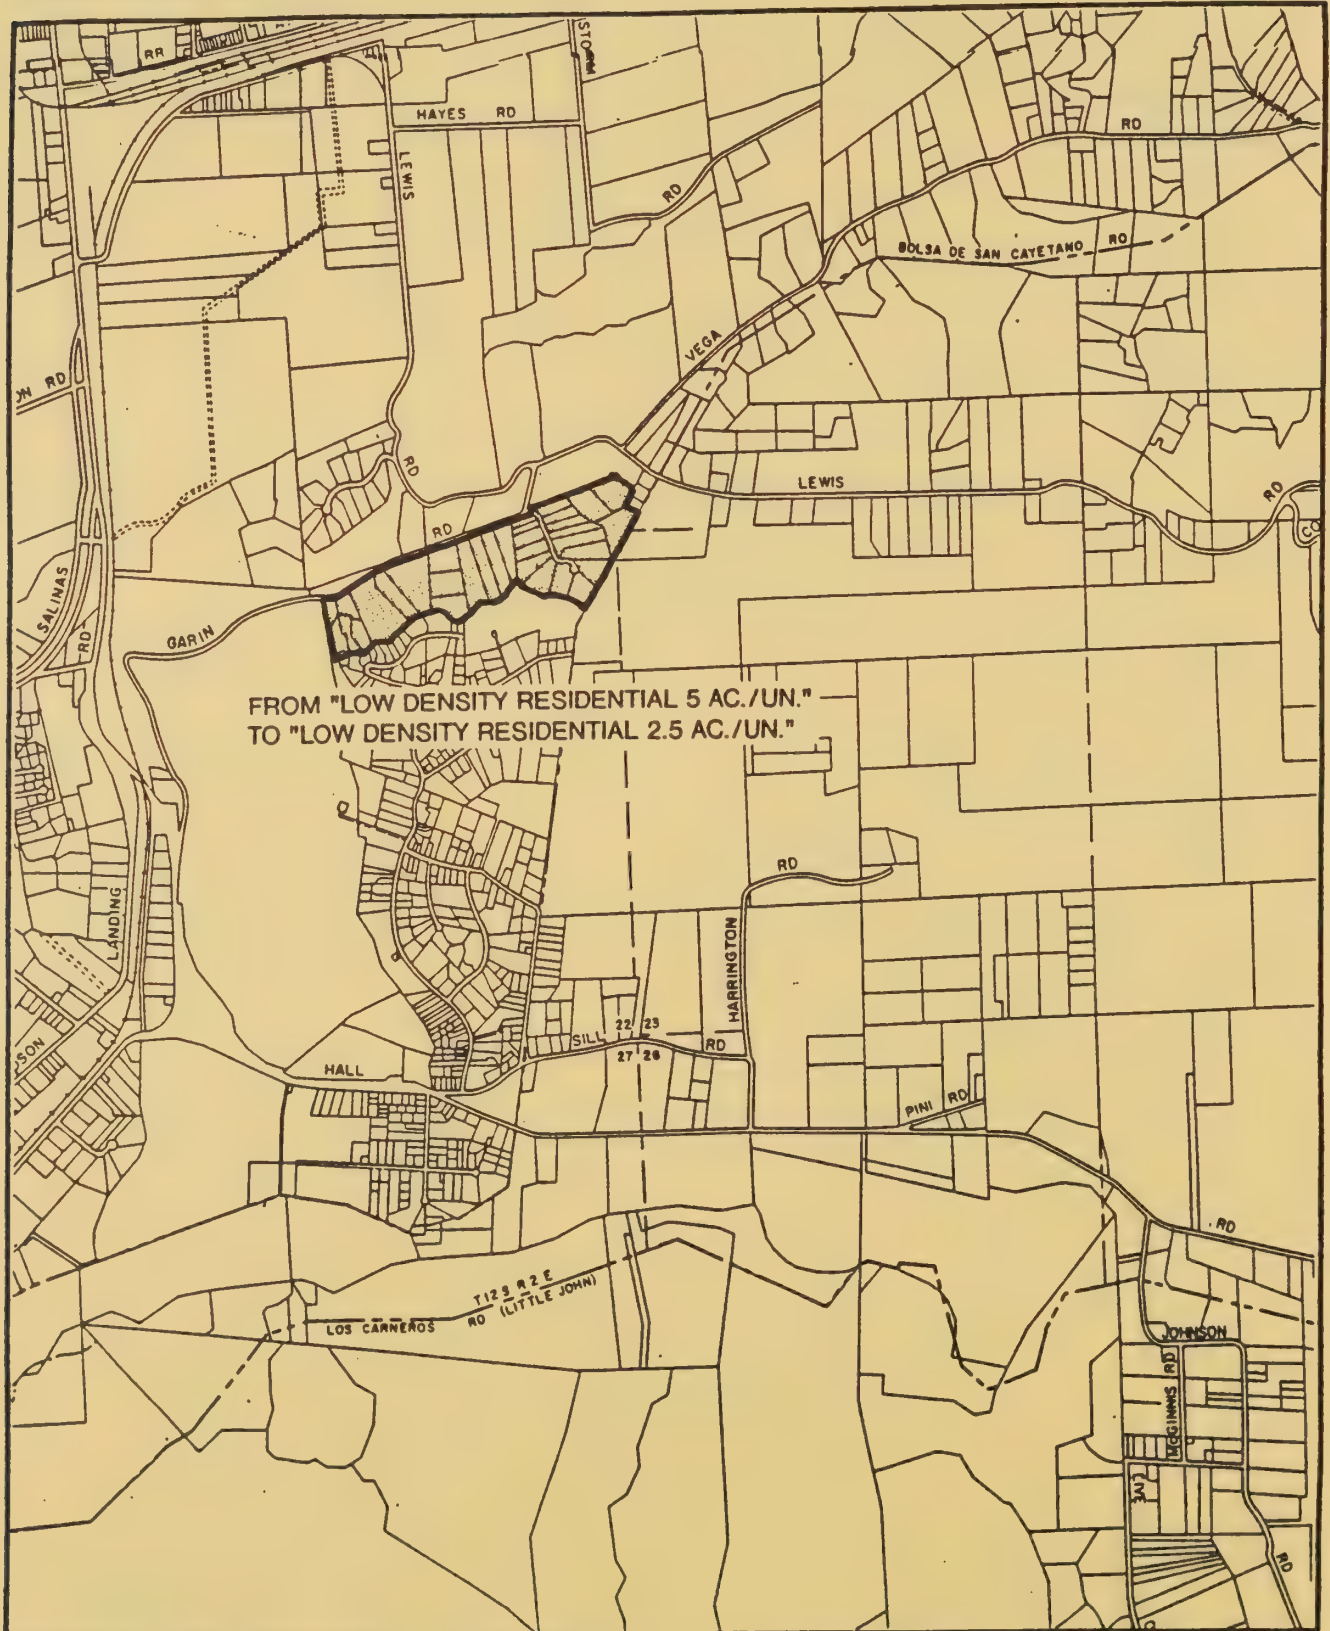 RR
STORM
HAYES RD
LEWIS
RD
RD
BOLSA DE SAN CAYETANO RD
VEGA
RD
RD
LEWIS
RD
RD
SALINAS
RD
GARIN
FROM "LOW DENSITY RESIDENTIAL 5 AC./UN."
TO "LOW DENSITY RESIDENTIAL 2.5 AC./UN."
RD
LANDING
HARRINGTON
SILL
22 23
27 26
RD
HALL
PINI RD
RD
T12S R2E
LOS CARNEROS RD (LITTLE JOHN)
JOHNSON
McGINNIS RD
LIVE
RD